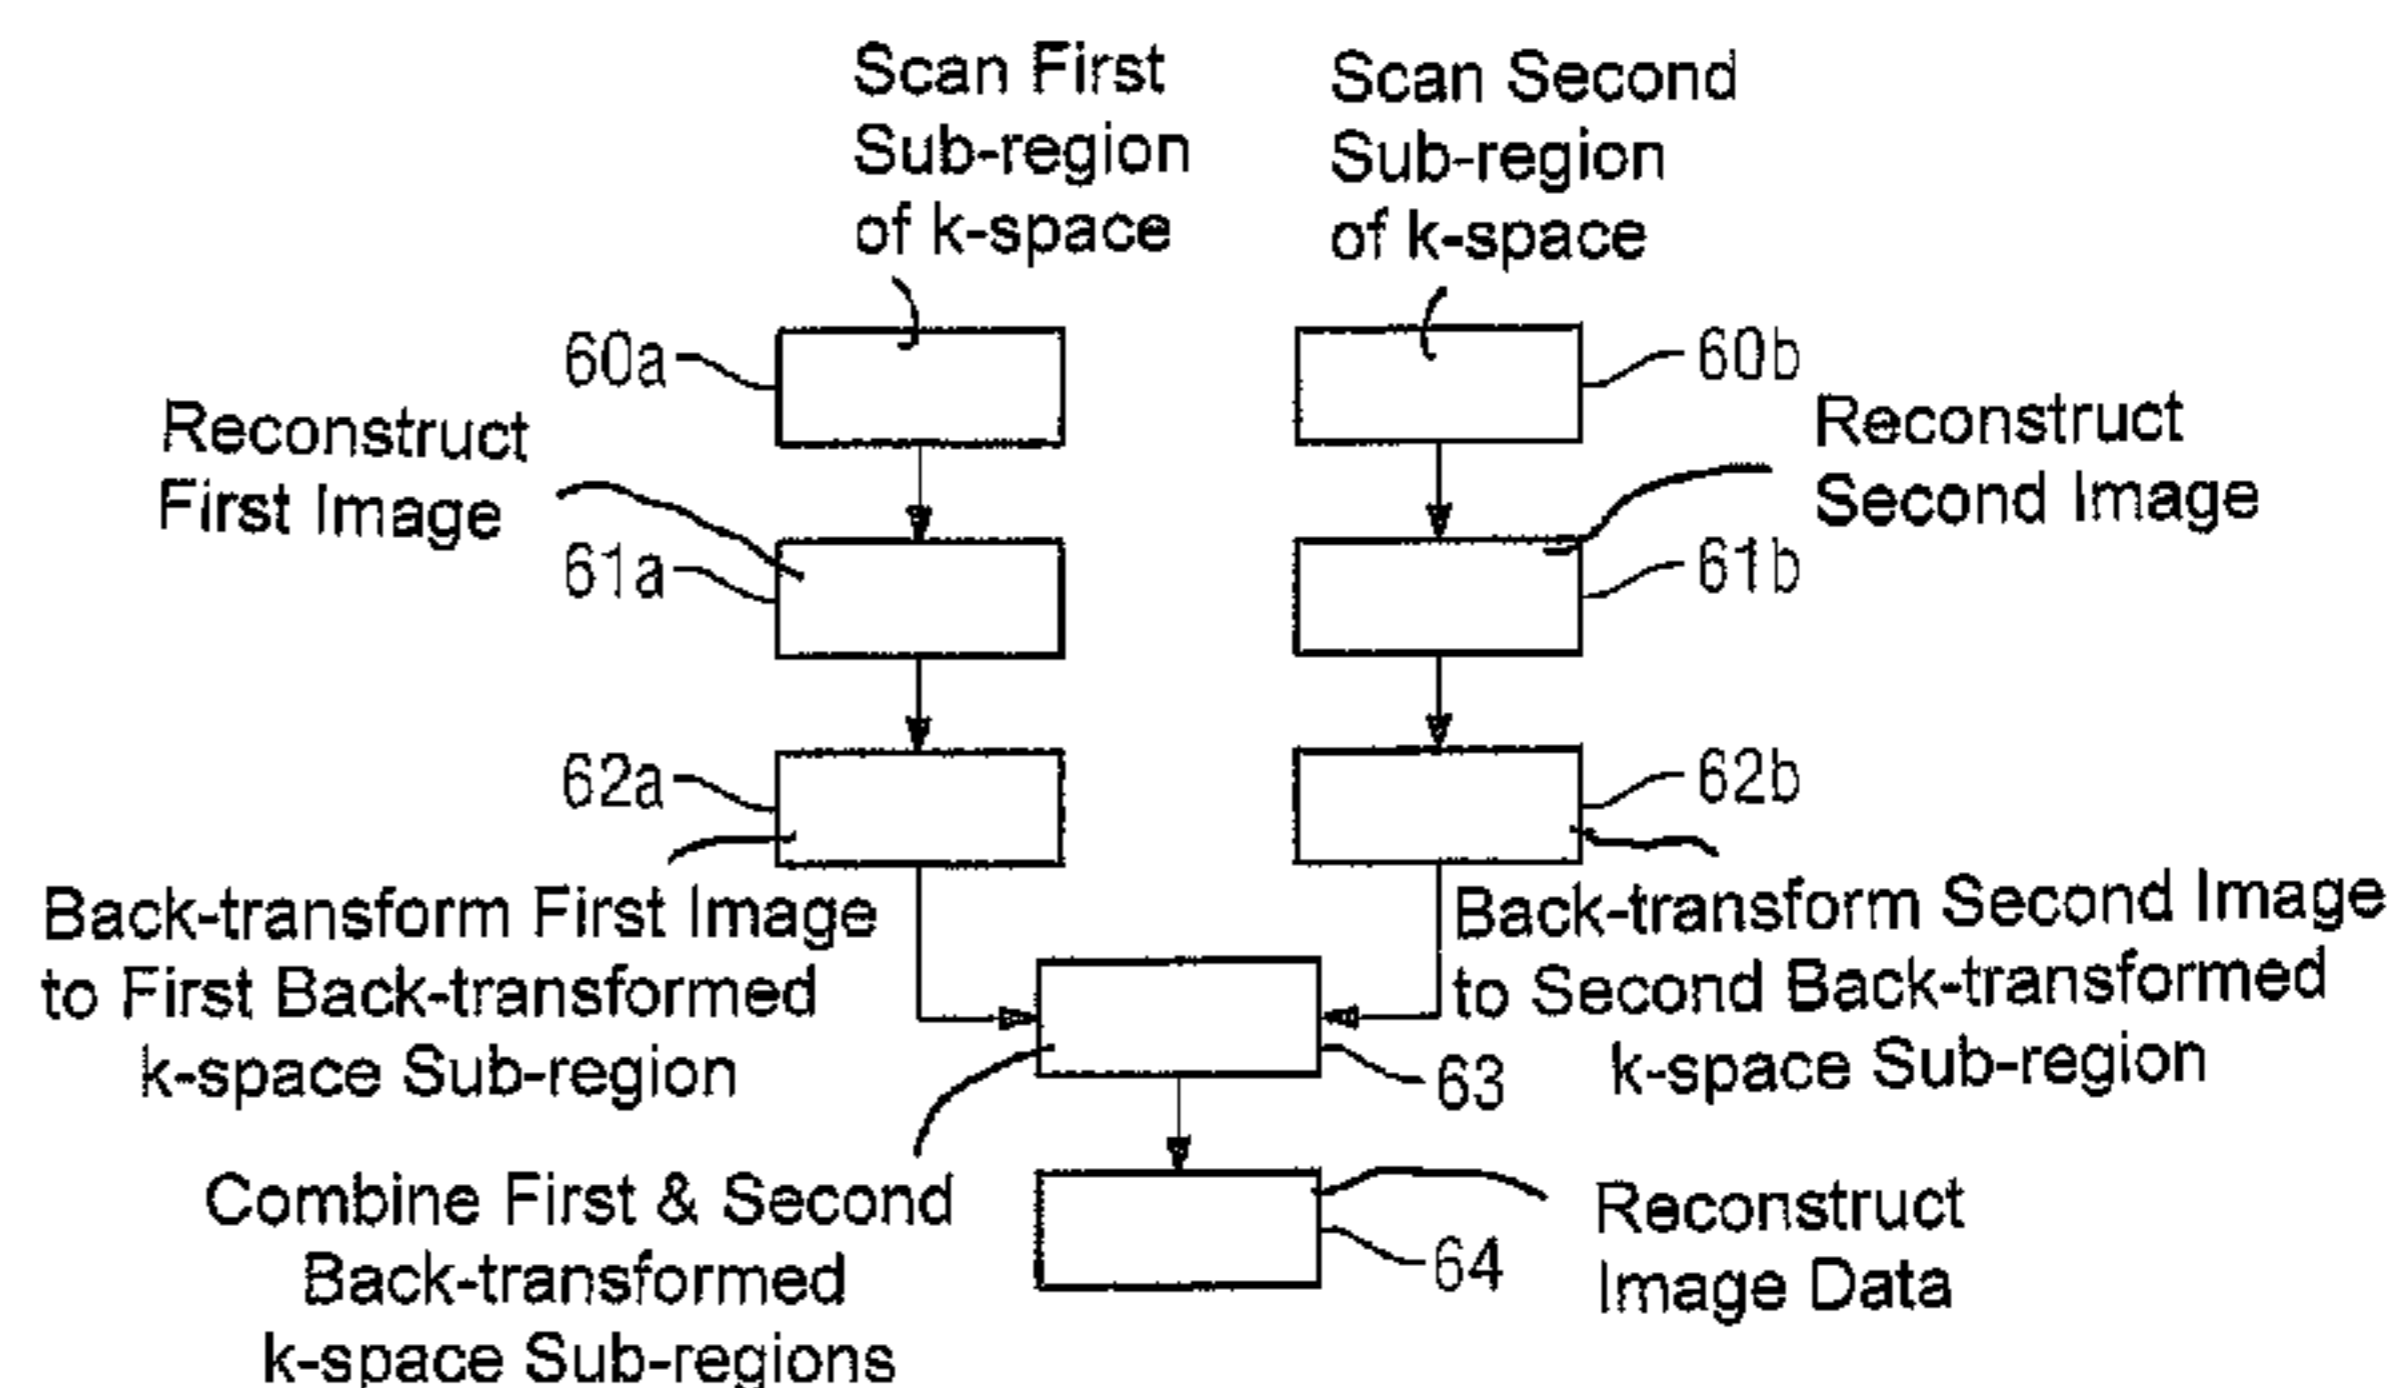 Scan First
Sub-region
of k-space
Scan Second
Sub-region
of k-space
60a
60b
Reconstruct
First Image
Reconstruct
Second Image
61a
61b
62a
62b
Back-transform First Image
to First Back-transformed
k-space Sub-region
Back-transform Second Image
to Second Back-transformed
k-space Sub-region
63
Combine First & Second
Back-transformed
k-space Sub-regions
64
Reconstruct
Image Data